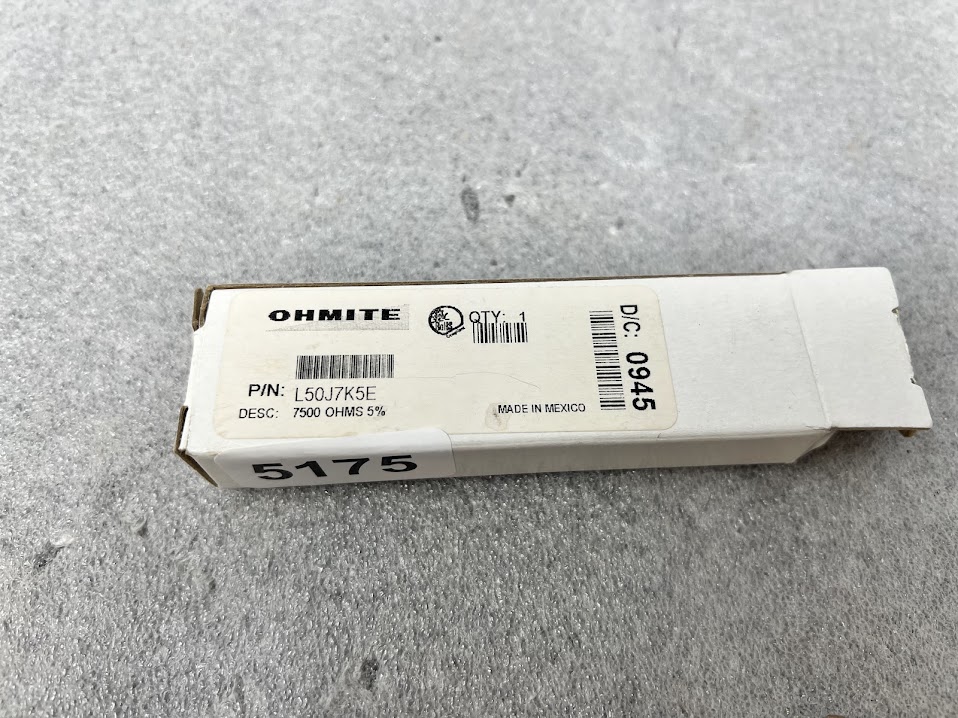 OHMITE
QTY: 1
P/N: L50J7K5E
DESC: 7500 OHMS 5%
MADE IN MEXICO
D/C: 0945
5175